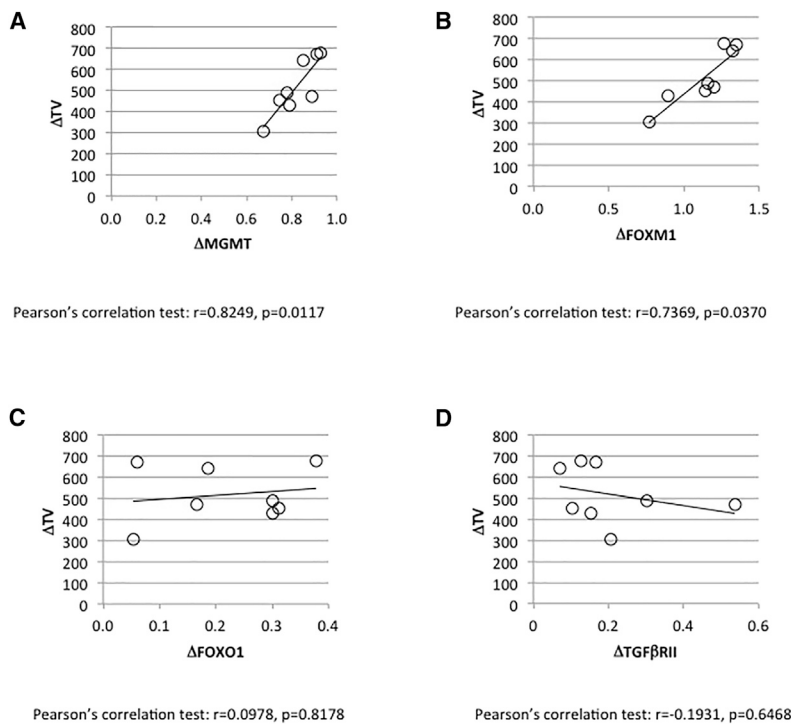 A
800
700
600
500
400
300
200
100
0
ΔTV
0.0 0.2 0.4 0.6 0.8 1.0
ΔMGMT
Pearson's correlation test: r=0.8249, p=0.0117
B
800
700
600
500
400
300
200
100
0
ΔTV
0.0 0.5 1.0 1.5
ΔFOXM1
Pearson's correlation test: r=0.7369, p=0.0370
C
800
700
600
500
400
300
200
100
0
ΔTV
0.0 0.1 0.2 0.3 0.4
ΔFOXO1
Pearson's correlation test: r=0.0978, p=0.8178
D
800
700
600
500
400
300
200
100
0
ΔTV
0 0.2 0.4 0.6
ΔTGFβRII
Pearson's correlation test: r=-0.1931, p=0.6468